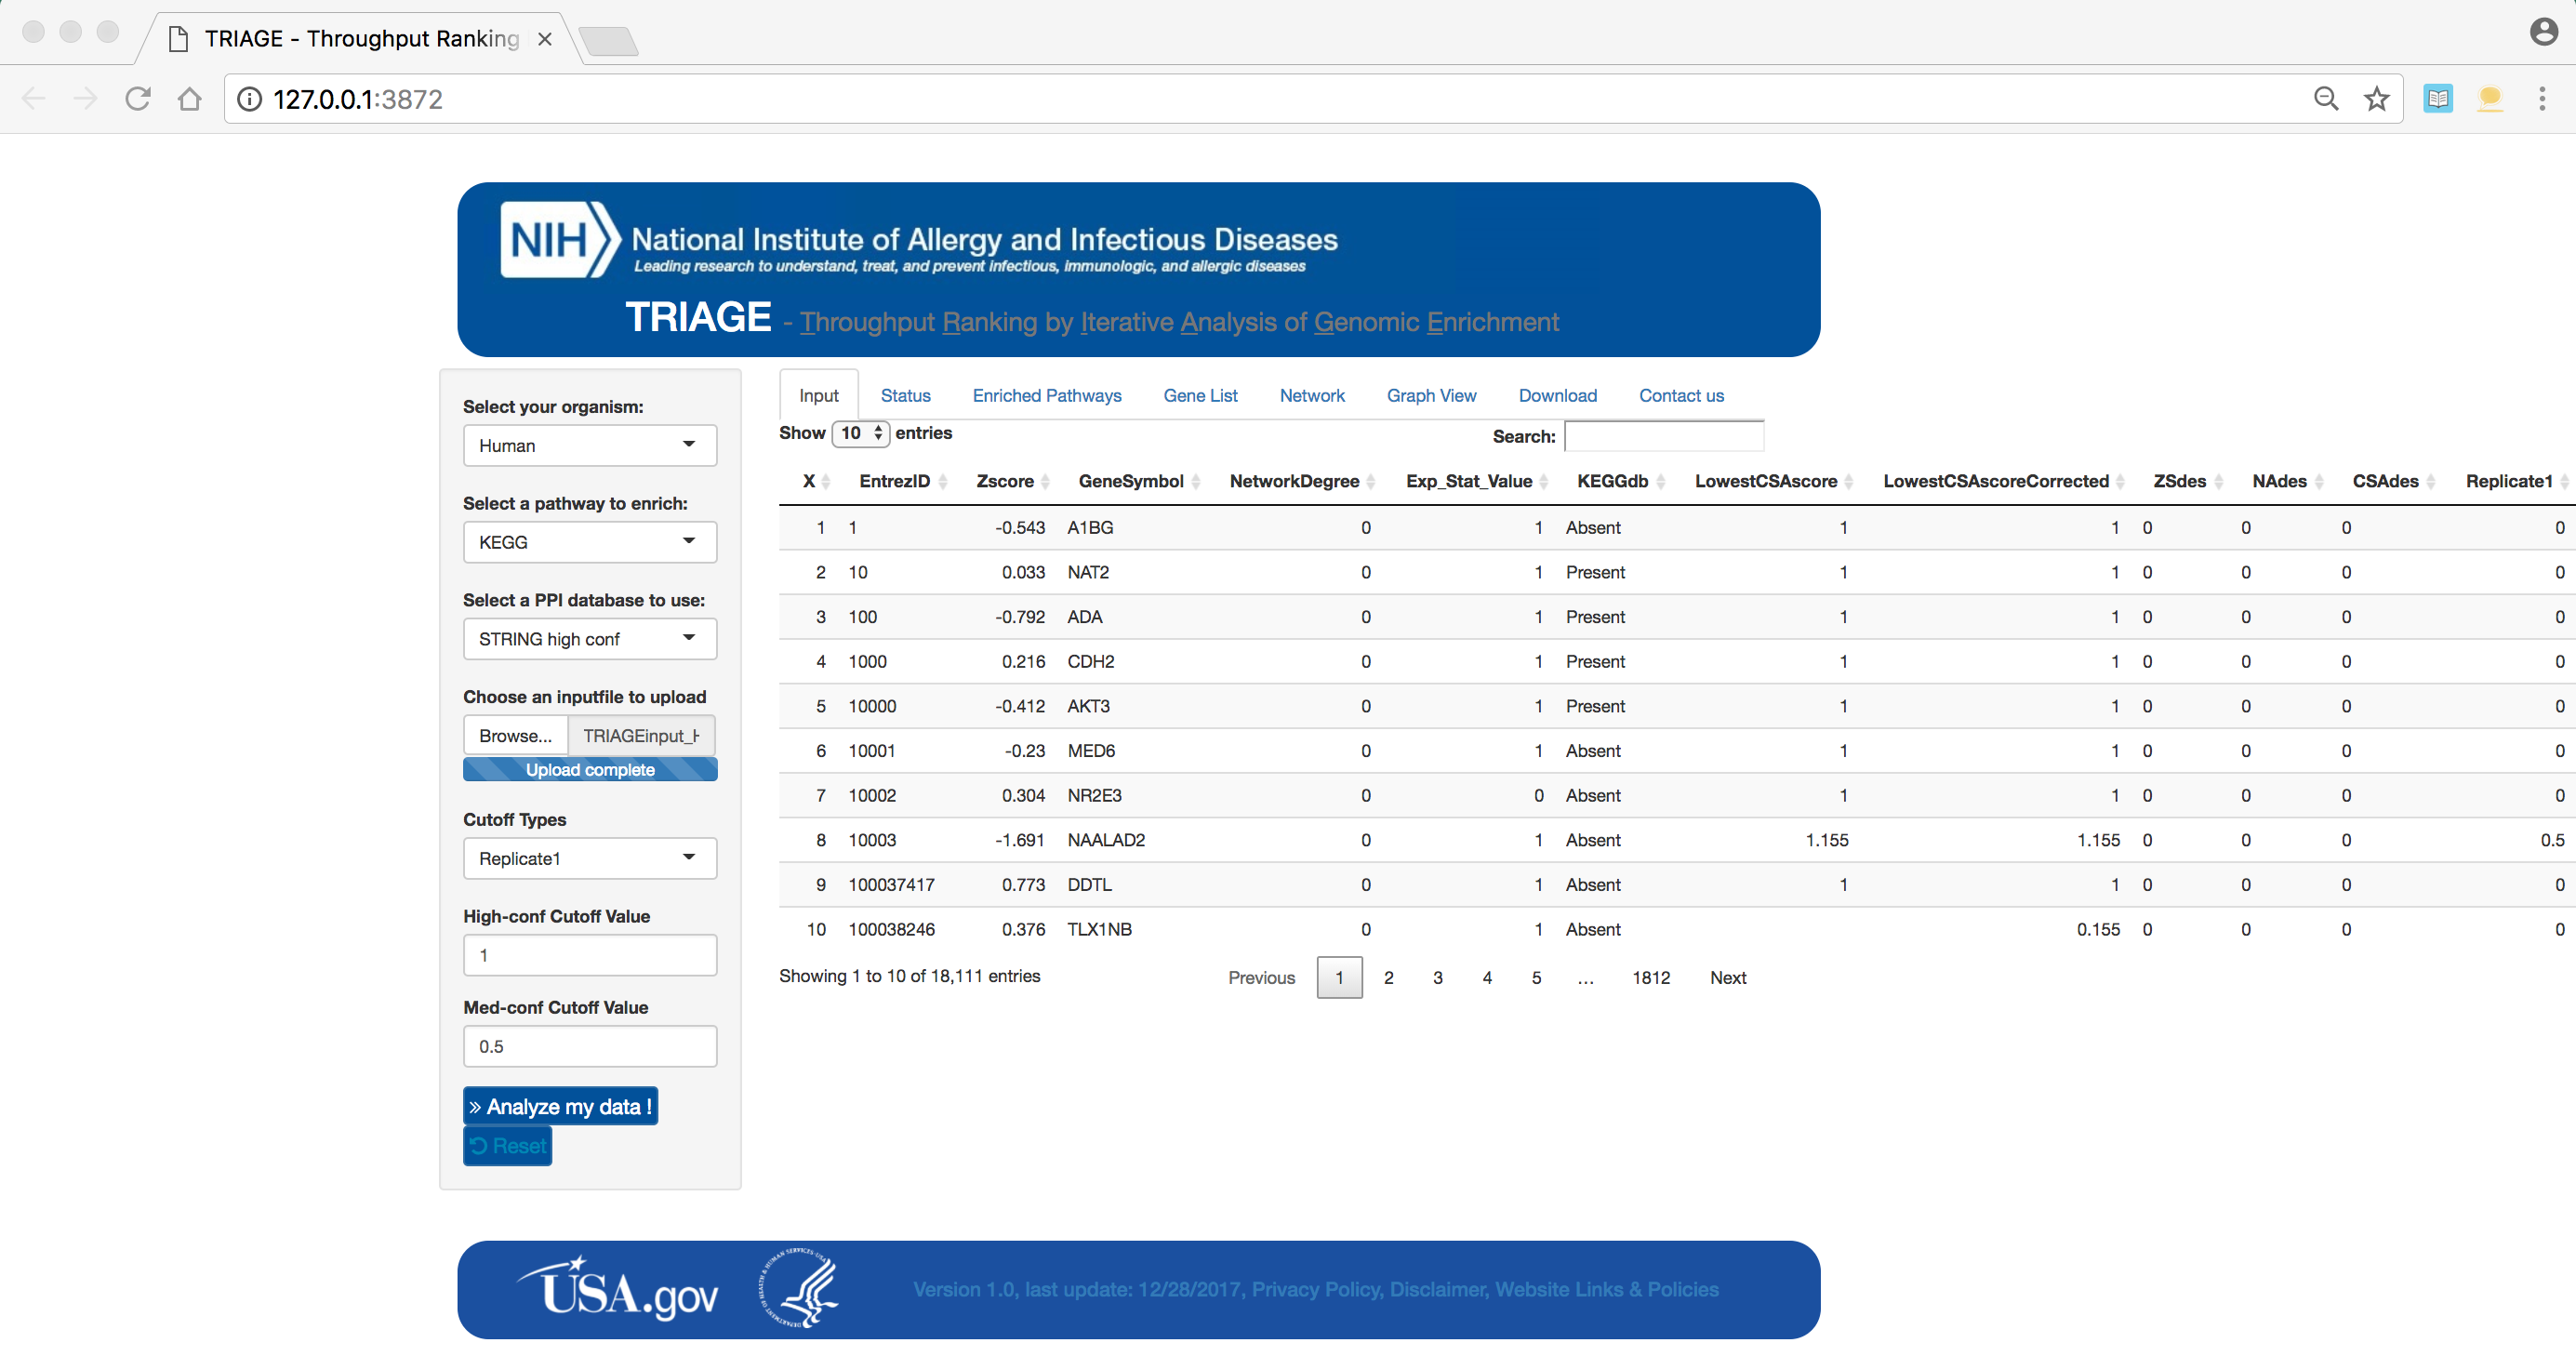 TRIAGE - Throughput Ranking
127.0.0.1:3872
NIH National Institute of Allergy and Infectious Diseases
Leading research to understand, treat, and prevent infectious, immunologic, and allergic diseases
TRIAGE - Throughput Ranking by Iterative Analysis of Genomic Enrichment
Select your organism:
Human
Select a pathway to enrich:
KEGG
Select a PPI database to use:
STRING high conf
Choose an inputfile to upload
Browse... TRIAGEinput_H
Upload complete
Cutoff Types
Replicate1
High-conf Cutoff Value
1
Med-conf Cutoff Value
0.5
» Analyze my data !
Reset
Input Status Enriched Pathways Gene List Network Graph View Download Contact us
Show 10 entries Search:
X EntrezID Zscore GeneSymbol NetworkDegree Exp_Stat_Value KEGGdb LowestCSAscore LowestCSAscoreCorrected ZSdes NAdes CSAdes Replicate1
1 1 -0.543 A1BG 0 1 Absent 1 1 0 0 0 0
2 10 0.033 NAT2 0 1 Present 1 1 0 0 0 0
3 100 -0.792 ADA 0 1 Present 1 1 0 0 0 0
4 1000 0.216 CDH2 0 1 Present 1 1 0 0 0 0
5 10000 -0.412 AKT3 0 1 Present 1 1 0 0 0 0
6 10001 -0.23 MED6 0 1 Absent 1 1 0 0 0 0
7 10002 0.304 NR2E3 0 0 Absent 1 1 0 0 0 0
8 10003 -1.691 NAALAD2 0 1 Absent 1.155 1.155 0 0 0 0.5
9 100037417 0.773 DDTL 0 1 Absent 1 1 0 0 0 0
10 100038246 0.376 TLX1NB 0 1 Absent 0.155 0 0 0 0
Showing 1 to 10 of 18,111 entries Previous 1 2 3 4 5 ... 1812 Next
USA.gov
DEPARTMENT OF HEALTH & HUMAN SERVICES·USA
Version 1.0, last update: 12/28/2017, Privacy Policy, Disclaimer, Website Links & Policies